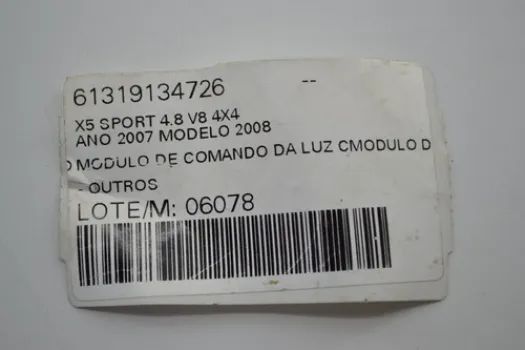 61319134726 --
X5 SPORT 4.8 V8 4X4
ANO 2007 MODELO 2008
O MODULO DE COMANDO DA LUZ CMODULO D
- OUTROS
LOTE/M: 06078